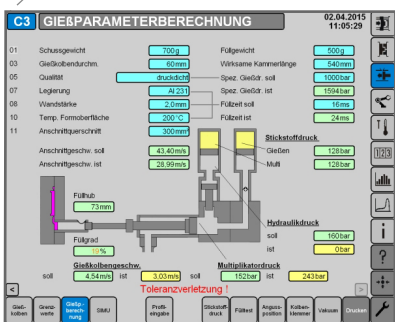 C3 GIEßPARAMETERBERECHNUNG 02.04.2015
11:05:29
01 Schussgewicht 700g Füllgewicht 500g
03 Gießkolbendurchm. 60mm Wirksame Kammerlänge 540mm
05 Qualität druckdicht Spez. Gießdr. soll 1000bar
07 Legierung Al 231 Spez. Gießdr. ist 1594bar
08 Wandstärke 2,0mm Füllzeit soll 16ms
10 Temp. Formoberfläche 200°C Füllzeit ist 24ms
11 Anschnittquerschnitt 300mm²
Stickstoffdruck
Anschnittgeschw. soll 43,40m/s Gießen 128bar
Anschnittgeschw. ist 28,99m/s Multi 128bar
Füllhub
73mm
Hydraulikdruck
soll 160bar
Füllgrad
19%
ist 0bar
Gießkolbengeschw. Multiplikatordruck
soll 4,54m/s ist 3,03m/s soll 152bar ist 243bar
Toleranzverletzung !
< >
Gieß-kolben Grenz-werte Gießp.-berech-nung SIMU Profil-eingabe Stickstoff-druck Fülltest Anguss-position Kolben-klemmer Vakuum Drucken